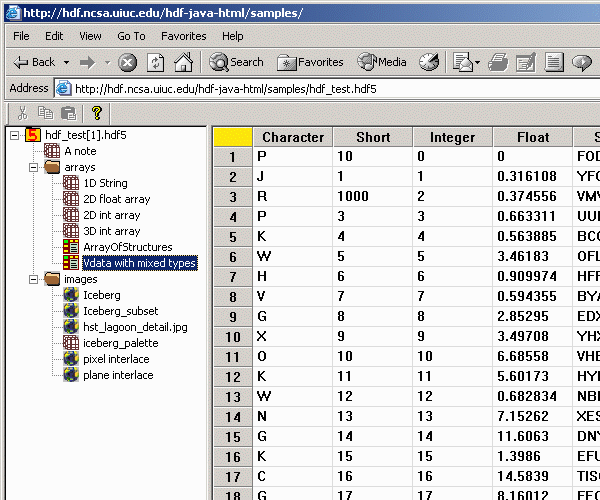 http://hdf.ncsa.uiuc.edu/hdf-java-html/samples/
File Edit View Go To Favorites Help
Back Search Favorites Media
Address http://hdf.ncsa.uiuc.edu/hdf-java-html/samples/hdf_test.hdf5
hdf_test[1].hdf5
A note
arrays
1D String
2D float array
2D int array
3D int array
ArrayOfStructures
Vdata with mixed types
images
Iceberg
Iceberg_subset
hst_lagoon_detail.jpg
iceberg_palette
pixel interlace
plane interlace
Character Short Integer Float S
1 P 10 0 0 FOD
2 J 1 1 0.316108 YFC
3 R 1000 2 0.374556 VMV
4 P 3 3 0.663311 UUI
5 K 4 4 0.563885 BCC
6 W 5 5 3.46183 OFL
7 H 6 6 0.909974 HFF
8 V 7 7 0.594355 BYA
9 G 8 8 2.85295 EDX
10 X 9 9 3.49708 YHX
11 O 10 10 6.68558 VHE
12 K 11 11 5.60173 HYI
13 W 12 12 0.682834 NBI
14 N 13 13 7.15262 XES
15 G 14 14 11.6063 DNY
16 K 15 15 1.3986 EFU
17 C 16 16 14.5839 TIS
18 G 17 17 8.16012